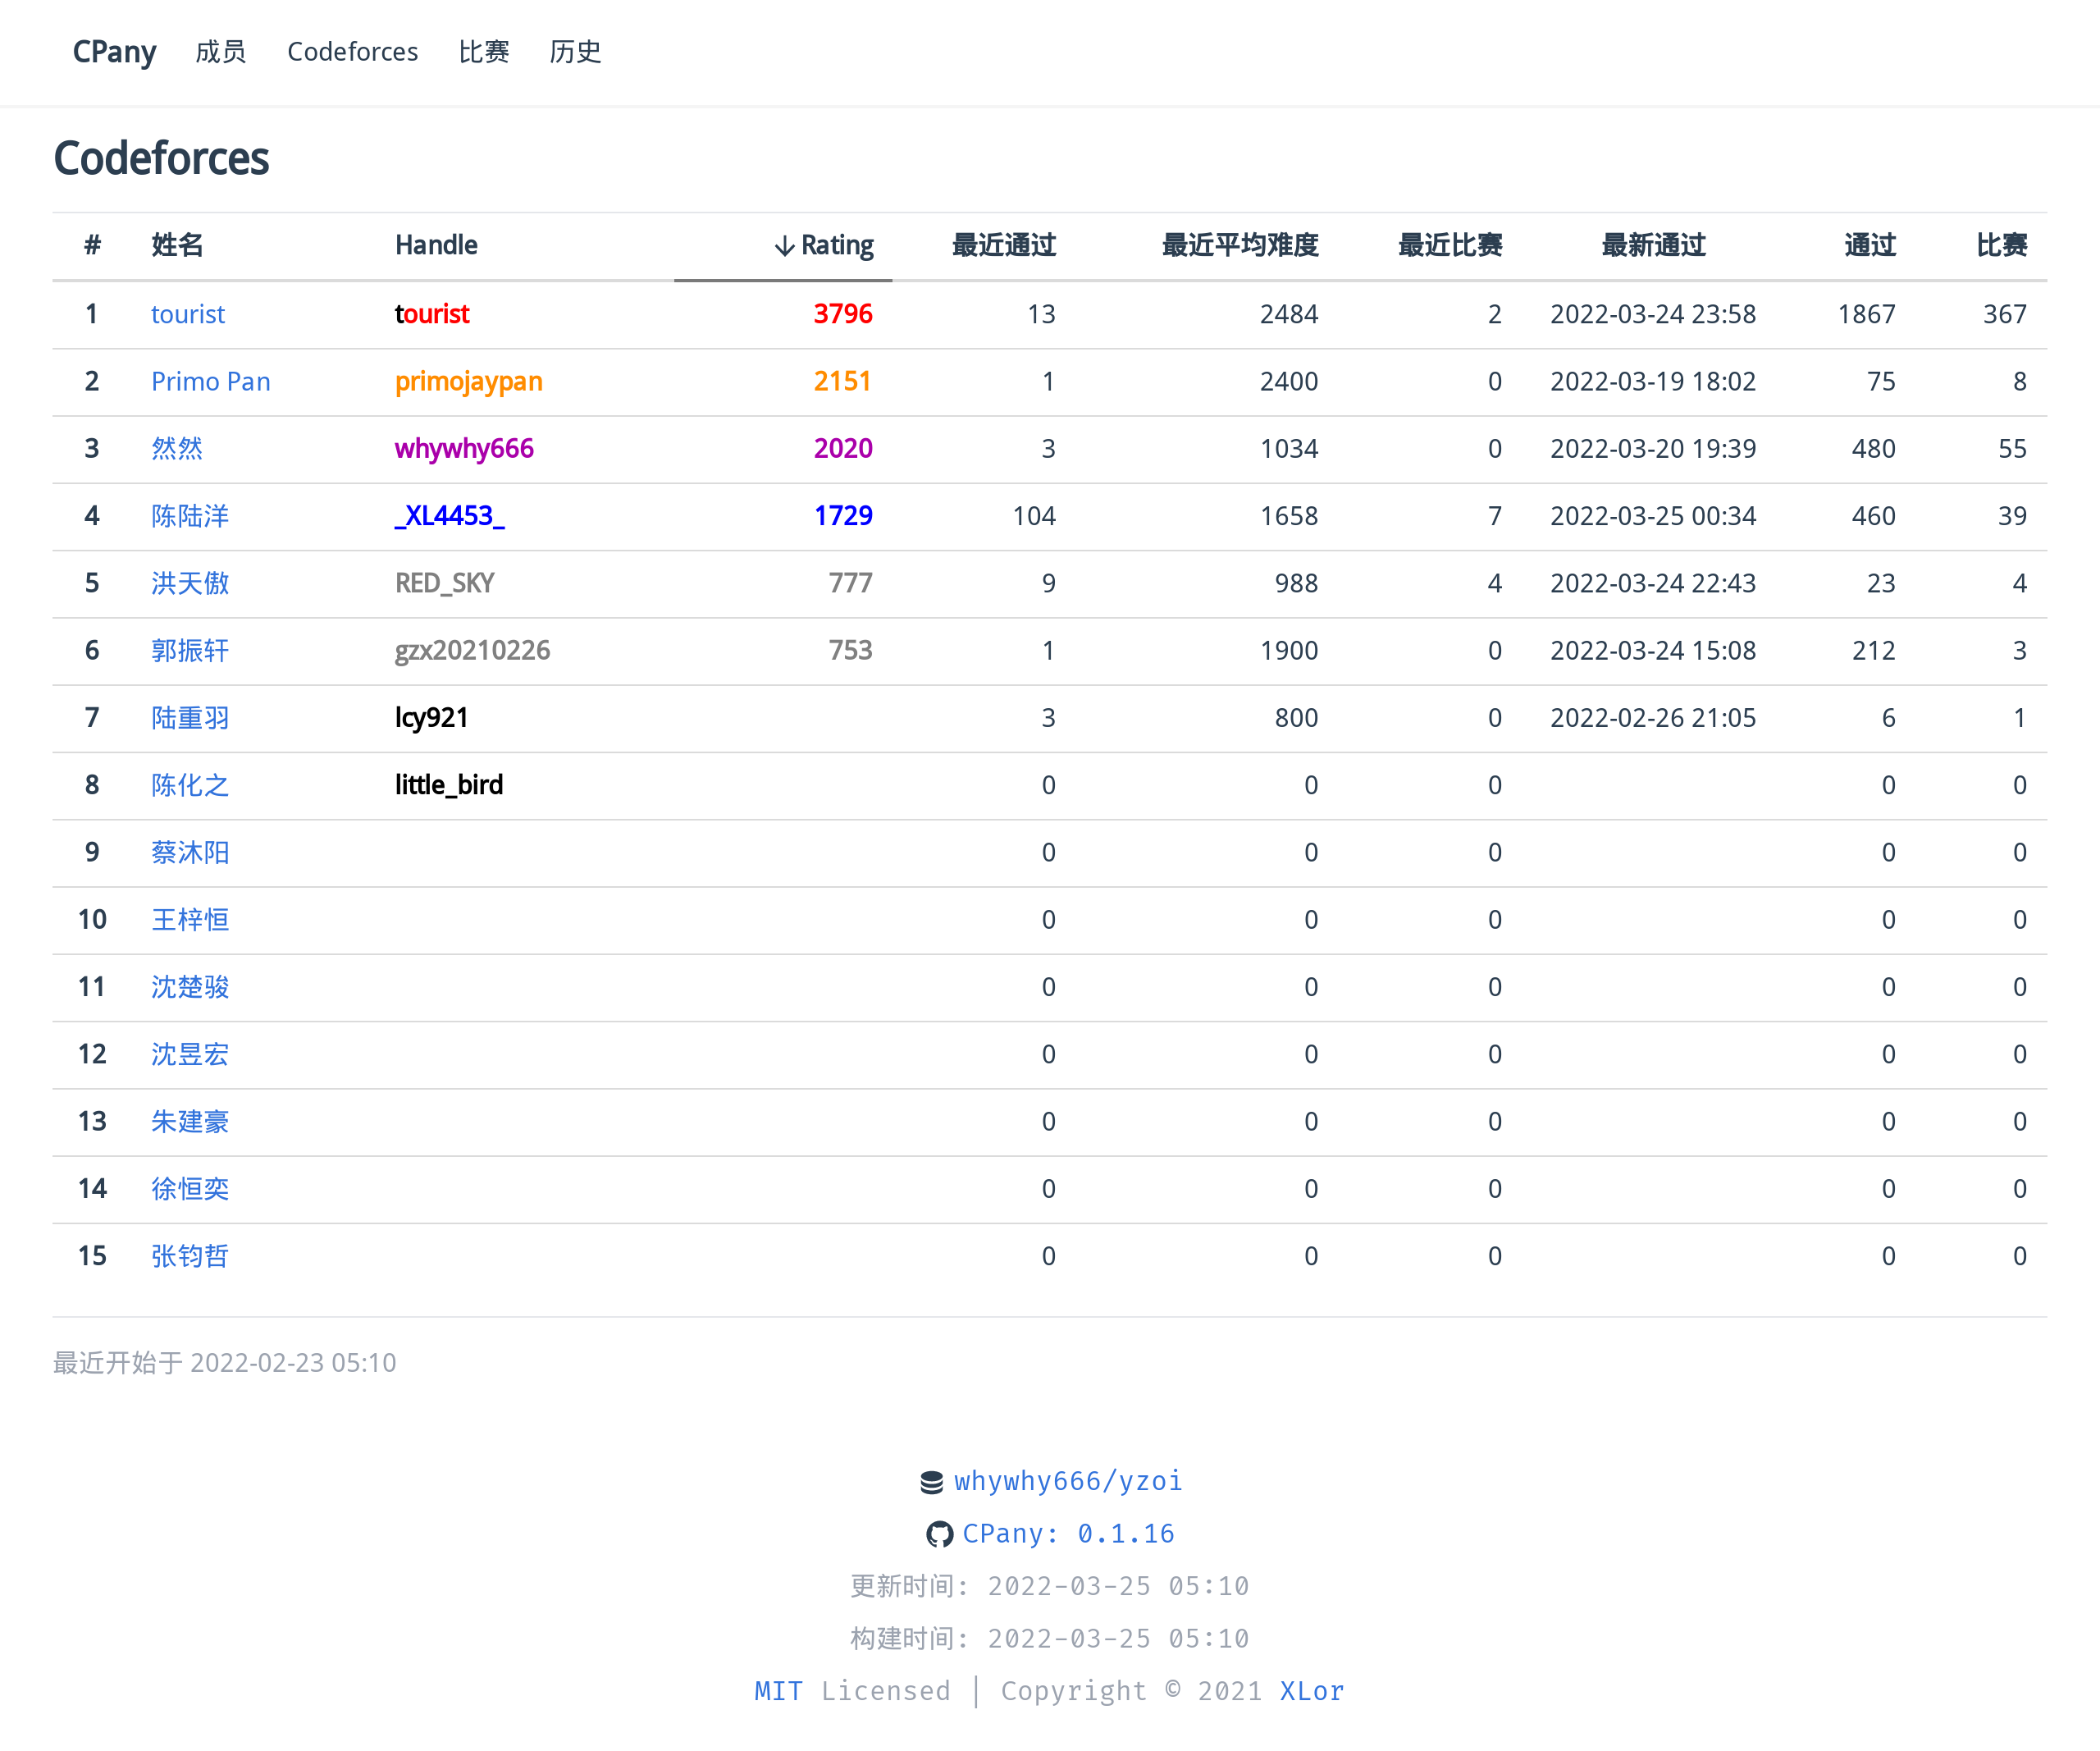 CPany 成员 Codeforces 比赛 历史
Codeforces
# 姓名 Handle ↓ Rating 最近通过 最近平均难度 最近比赛 最新通过 通过 比赛
1 tourist tourist 3796 13 2484 2 2022-03-24 23:58 1867 367
2 Primo Pan primojaypan 2151 1 2400 0 2022-03-19 18:02 75 8
3 然然 whywhy666 2020 3 1034 0 2022-03-20 19:39 480 55
4 陈陆洋 _XL4453_ 1729 104 1658 7 2022-03-25 00:34 460 39
5 洪天傲 RED_SKY 777 9 988 4 2022-03-24 22:43 23 4
6 郭振轩 gzx20210226 753 1 1900 0 2022-03-24 15:08 212 3
7 陆重羽 lcy921 3 800 0 2022-02-26 21:05 6 1
8 陈化之 little_bird 0 0 0 0 0
9 蔡沐阳 0 0 0 0 0
10 王梓恒 0 0 0 0 0
11 沈楚骏 0 0 0 0 0
12 沈昱宏 0 0 0 0 0
13 朱建豪 0 0 0 0 0
14 徐恒奕 0 0 0 0 0
15 张钧哲 0 0 0 0 0
最近开始于 2022-02-23 05:10
whywhy666/yzoi
CPany: 0.1.16
更新时间: 2022-03-25 05:10
构建时间: 2022-03-25 05:10
MIT Licensed | Copyright © 2021 XLor